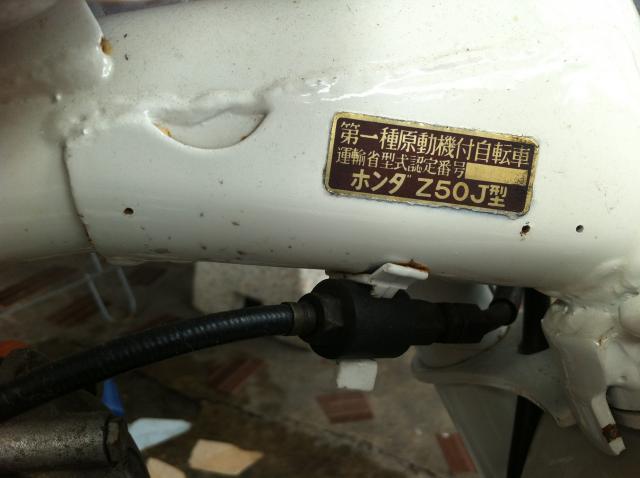 第一種原動機付自転車
運輸省型式認定番号
ホンダ Z50J型